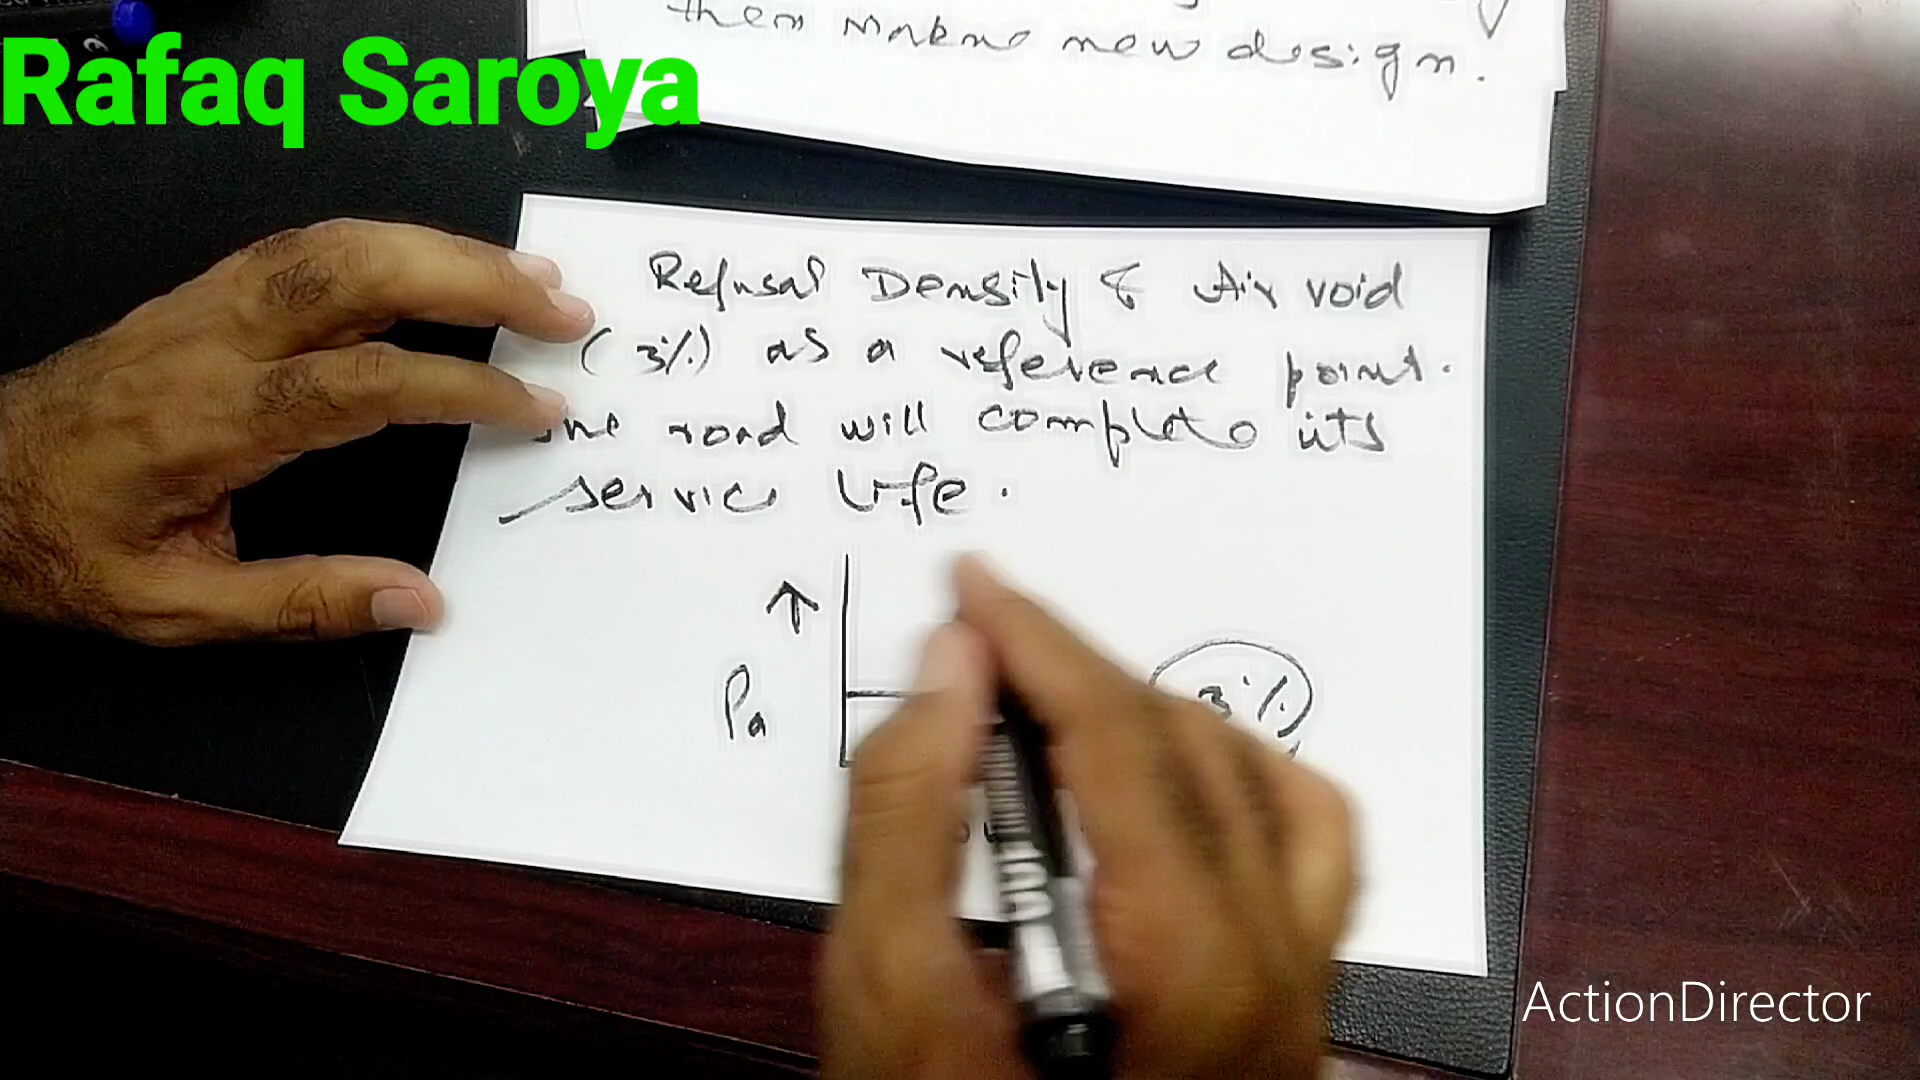 them making new design.
Rafaq Saroya
Refusal Density & Air void
(3%) as a reference point.
road will complete its
service life.
↑
Pa
3%
ActionDirector